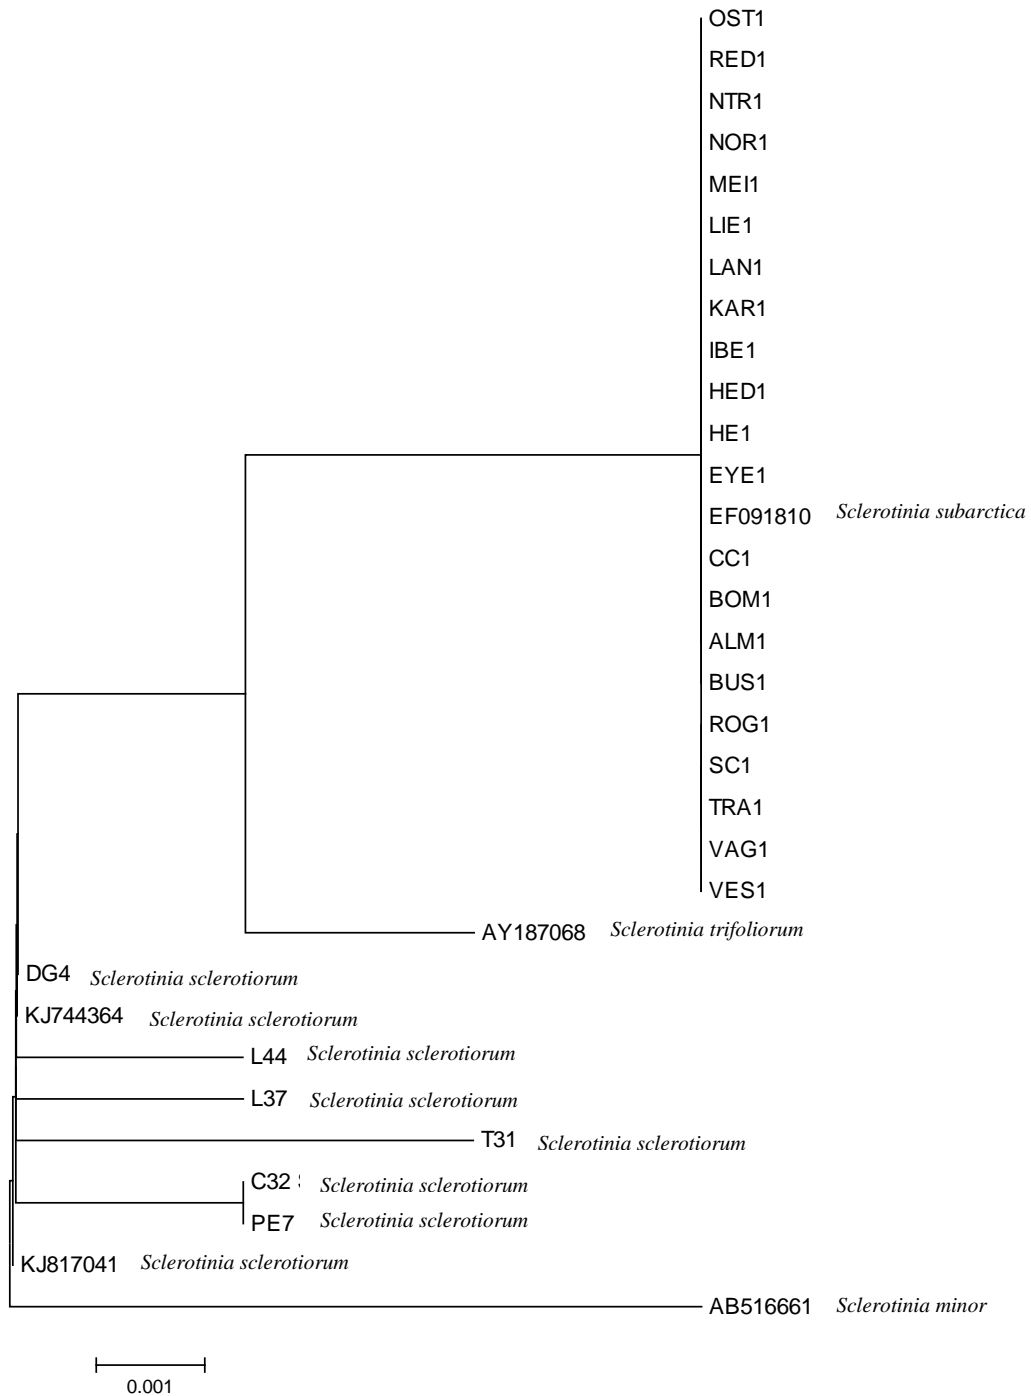 OST1
RED1
NTR1
NOR1
MEI1
LIE1
LAN1
KAR1
IBE1
HED1
HE1
EYE1
EF091810 Sclerotinia subarctica
CC1
BOM1
ALM1
BUS1
ROG1
SC1
TRA1
VAG1
VES1
AY187068 Sclerotinia trifoliorum
DG4 Sclerotinia sclerotiorum
KJ744364 Sclerotinia sclerotiorum
L44 Sclerotinia sclerotiorum
L37 Sclerotinia sclerotiorum
T31 Sclerotinia sclerotiorum
C32 Sclerotinia sclerotiorum
PE7 Sclerotinia sclerotiorum
KJ817041 Sclerotinia sclerotiorum
AB516661 Sclerotinia minor
0.001